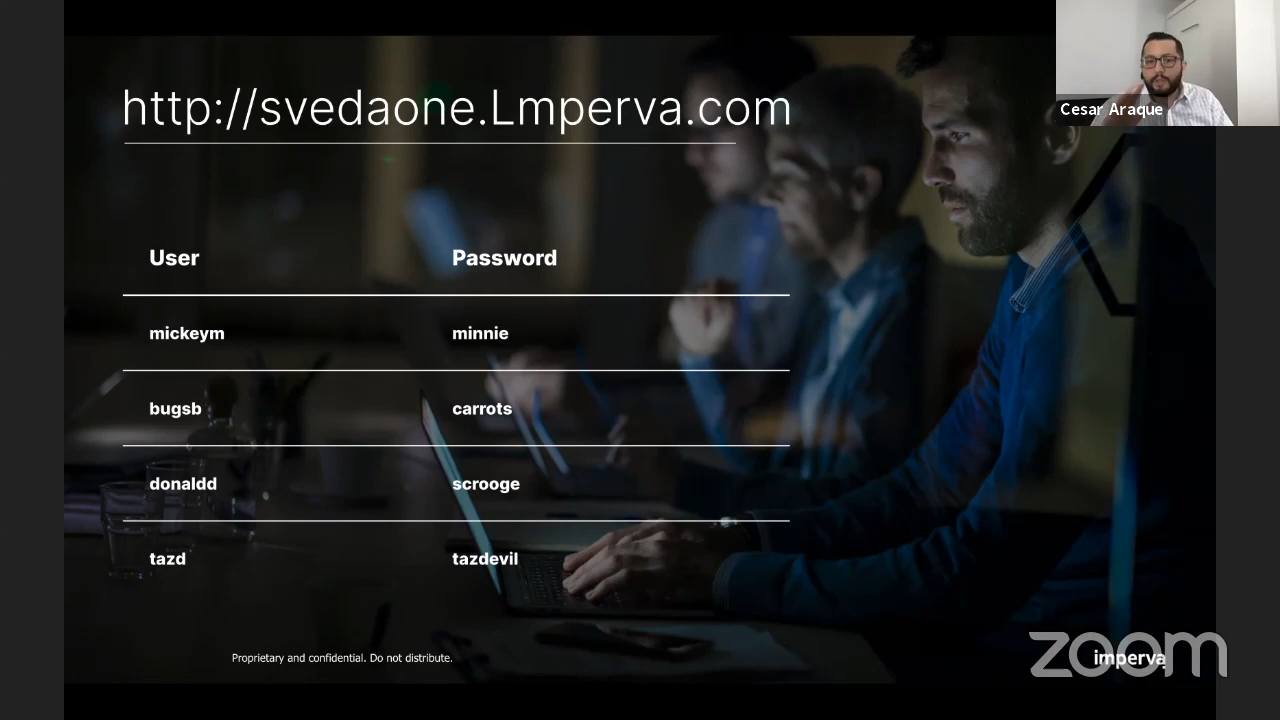 http://svedaone.Lmperva.com
Cesar Araque
User Password
mickeym minnie
bugsb carrots
donaldd scrooge
tazd tazdevil
Proprietary and confidential. Do not distribute.
imperva
zoom